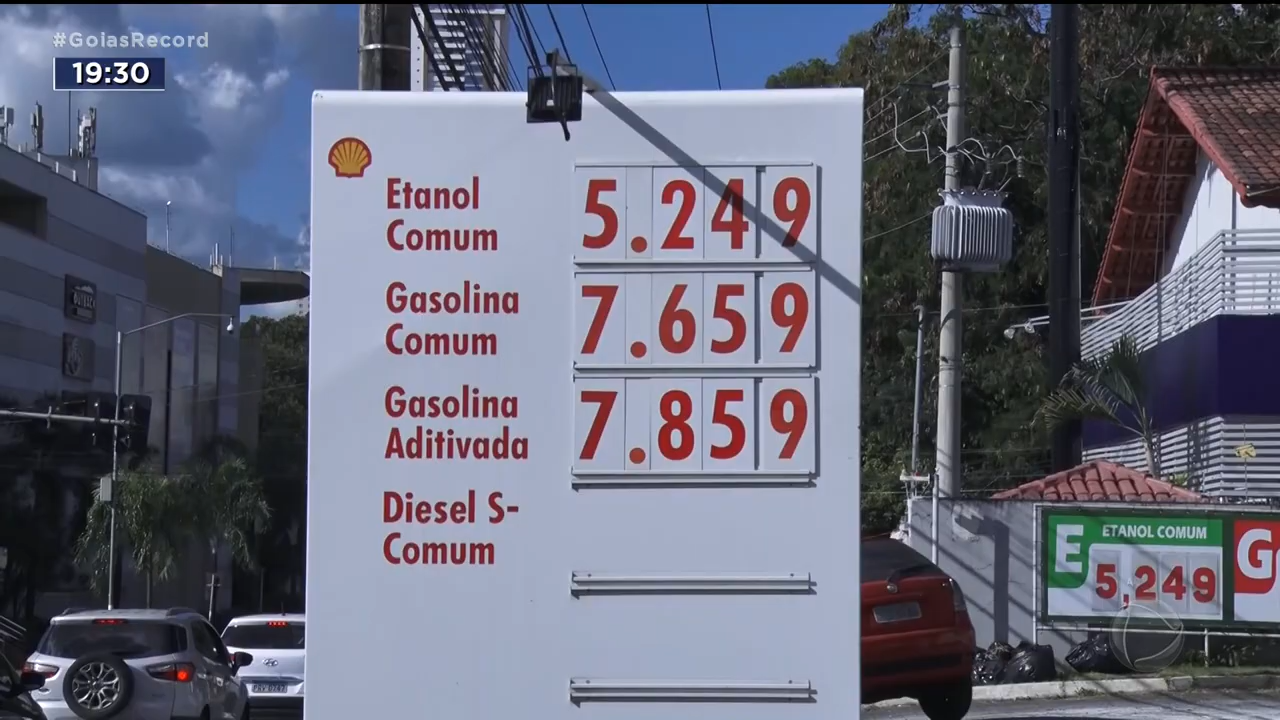 #GoiasRecord
19:30
Etanol
Comum
5.249
Gasolina
Comum
7.659
Gasolina
Aditivada
7.859
Diesel S-
Comum
OUTBACK
E
ETANOL COMUM
5,249
G